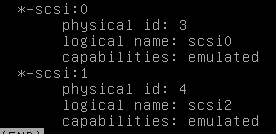 *-scsi:0
physical id: 3
logical name: scsi0
capabilities: emulated
*-scsi:1
physical id: 4
logical name: scsi2
capabilities: emulated
(END)